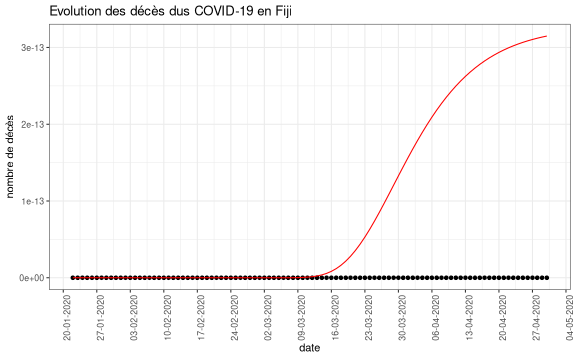 Evolution des décès dus COVID-19 en Fiji
nombre de décès
3e-13
2e-13
1e-13
0e+00
20-01-2020
27-01-2020
03-02-2020
10-02-2020
17-02-2020
24-02-2020
02-03-2020
09-03-2020
16-03-2020
23-03-2020
30-03-2020
06-04-2020
13-04-2020
20-04-2020
27-04-2020
04-05-2020
date